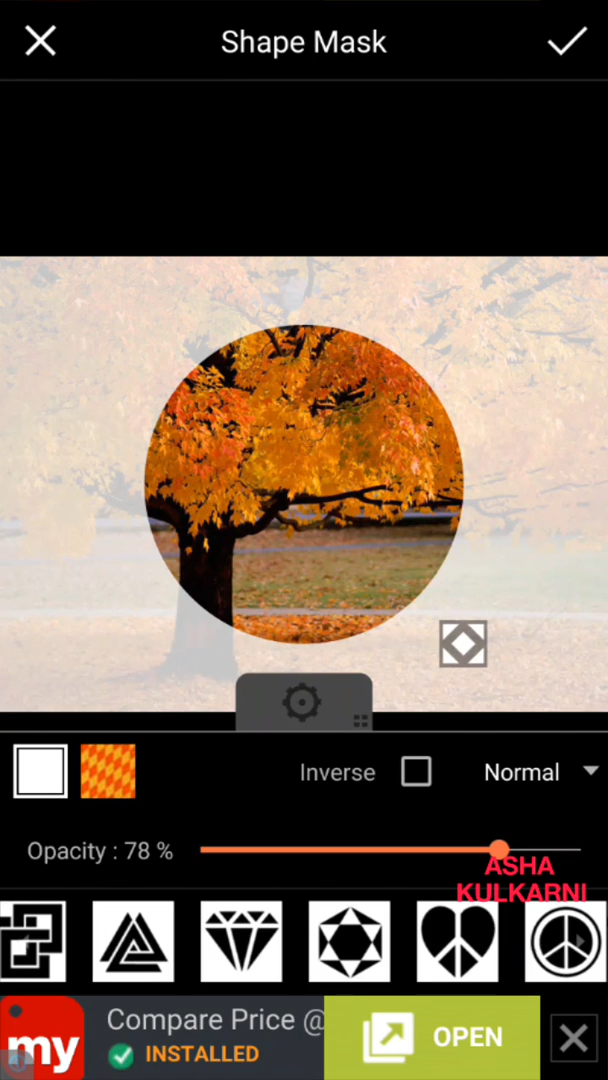 Shape Mask
Inverse
Normal
Opacity : 78 %
ASHA
KULKARNI
Compare Price @
my
INSTALLED
OPEN